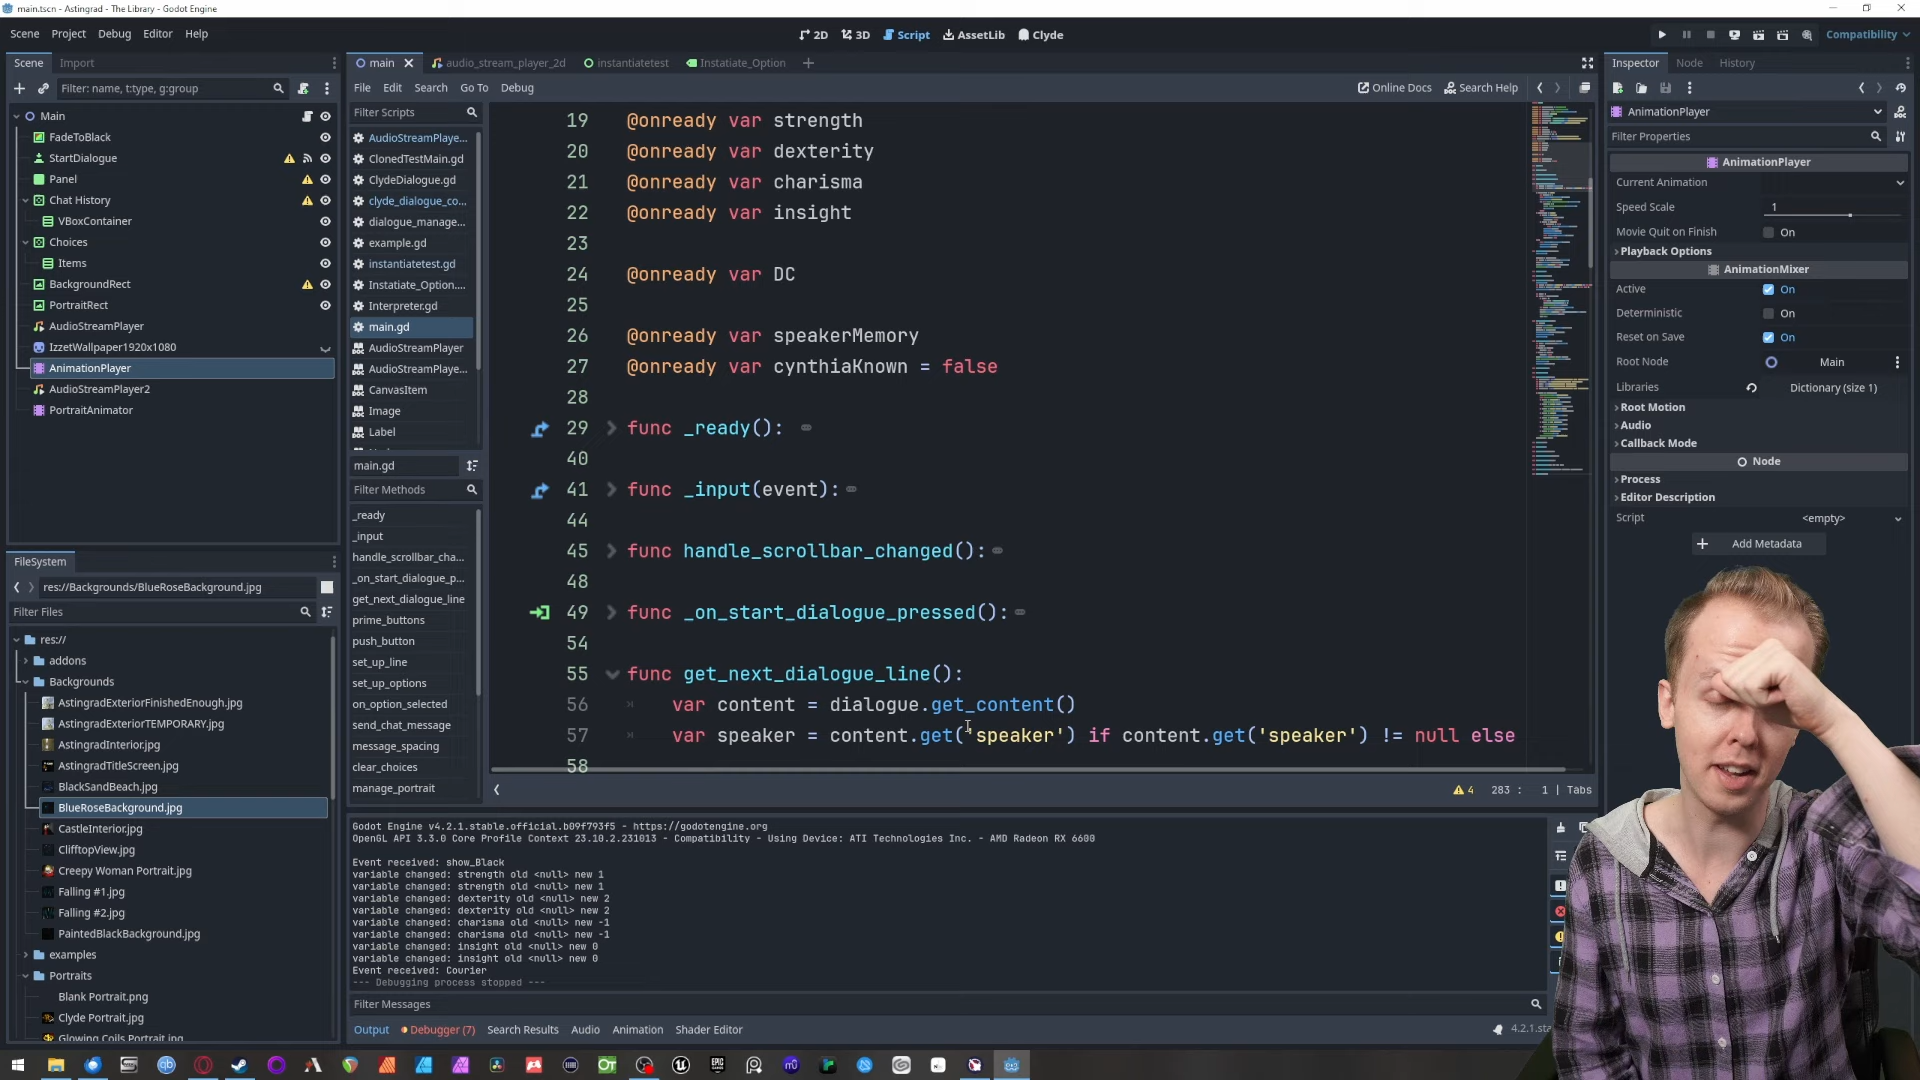 main.tscn - Astingrad - The Library - Godot Engine
Scene Project Debug Editor Help
2D 3D Script AssetLib Clyde
Compatibility
Scene Import
Filter: name, t:type, g:group
Main
FadeToBlack
StartDialogue
Panel
Chat History
VBoxContainer
Choices
Items
BackgroundRect
PortraitRect
AudioStreamPlayer
IzzetWallpaper1920x1080
AnimationPlayer
AudioStreamPlayer2
PortraitAnimator
FileSystem
res://Backgrounds/BlueRoseBackground.jpg
Filter Files
res://
addons
Backgrounds
AstingradExteriorFinishedEnough.jpg
AstingradExteriorTEMPORARY.jpg
AstingradInterior.jpg
AstingradTitleScreen.jpg
BlackSandBeach.jpg
BlueRoseBackground.jpg
CastleInterior.jpg
ClifftopView.jpg
Creepy Woman Portrait.jpg
Falling #1.jpg
Falling #2.jpg
PaintedBlackBackground.jpg
examples
Portraits
Blank Portrait.png
Clyde Portrait.jpg
Glowing Coils Portrait.jpg
main audio_stream_player_2d instantiatetest Instatiate_Option
File Edit Search Go To Debug
Online Docs Search Help
Filter Scripts
AudioStreamPlaye...
ClonedTestMain.gd
ClydeDialogue.gd
clyde_dialogue_co...
dialogue_manage...
example.gd
instantiatetest.gd
Instatiate_Option....
Interpreter.gd
main.gd
AudioStreamPlayer
AudioStreamPlaye...
CanvasItem
Image
Label
main.gd
Filter Methods
_ready
_input
handle_scrollbar_cha...
_on_start_dialogue_p...
get_next_dialogue_line
prime_buttons
push_button
set_up_line
set_up_options
on_option_selected
send_chat_message
message_spacing
clear_choices
manage_portrait
19 @onready var strength
20 @onready var dexterity
21 @onready var charisma
22 @onready var insight
23
24 @onready var DC
25
26 @onready var speakerMemory
27 @onready var cynthiaKnown = false
28
29 func _ready():
40
41 func _input(event):
44
45 func handle_scrollbar_changed():
48
49 func _on_start_dialogue_pressed():
54
55 func get_next_dialogue_line():
56 var content = dialogue.get_content()
57 var speaker = content.get('speaker') if content.get('speaker') != null else
58
4 283 : 1 | Tabs
Godot Engine v4.2.1.stable.official.b09f793f5 - https://godotengine.org
OpenGL API 3.3.0 Core Profile Context 23.10.2.231013 - Compatibility - Using Device: ATI Technologies Inc. - AMD Radeon RX 6600
Event received: show_Black
variable changed: strength old <null> new 1
variable changed: strength old <null> new 1
variable changed: dexterity old <null> new 2
variable changed: dexterity old <null> new 2
variable changed: charisma old <null> new -1
variable changed: charisma old <null> new -1
variable changed: insight old <null> new 0
variable changed: insight old <null> new 0
Event received: Courier
--- Debugging process stopped ---
Filter Messages
Output Debugger (7) Search Results Audio Animation Shader Editor
4.2.1.sta
Inspector Node History
AnimationPlayer
Filter Properties
AnimationPlayer
Current Animation
Speed Scale 1
Movie Quit on Finish On
Playback Options
AnimationMixer
Active On
Deterministic On
Reset on Save On
Root Node Main
Libraries Dictionary (size 1)
Root Motion
Audio
Callback Mode
Node
Process
Editor Description
Script <empty>
Add Metadata